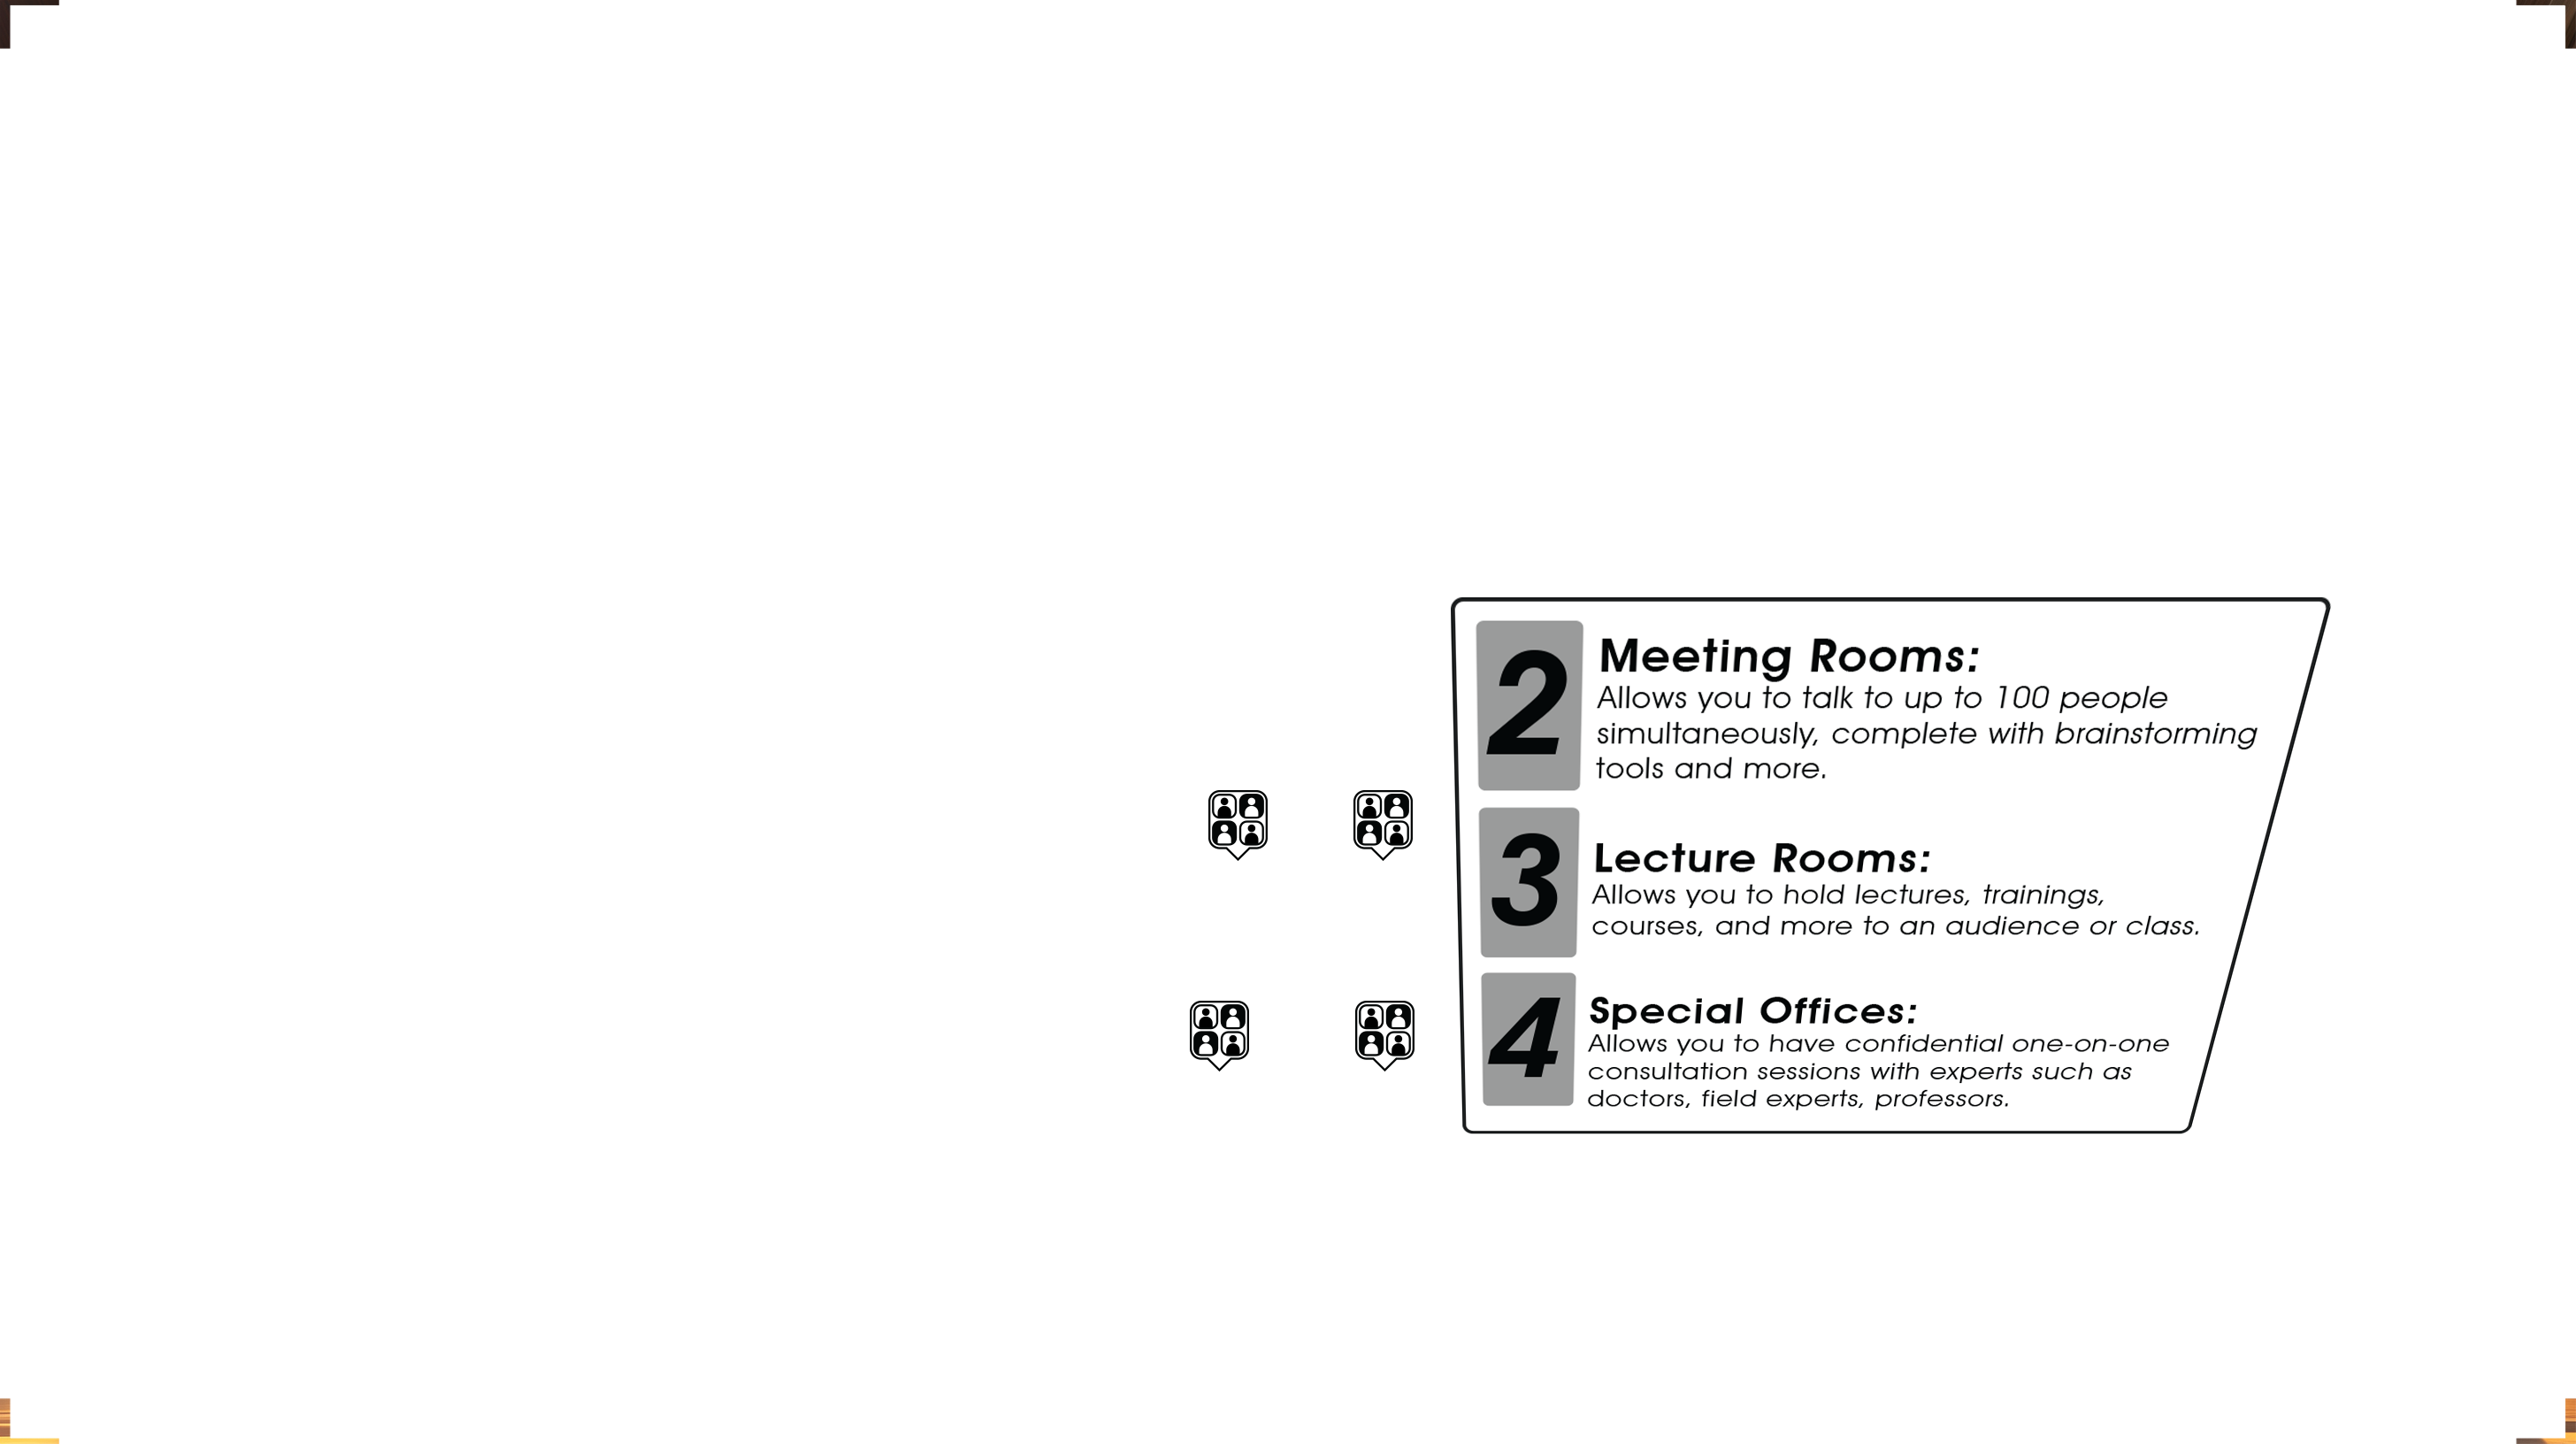 2
Meeting Rooms:
Allows you to talk to up to 100 people
simultaneously, complete with brainstorming
tools and more.
3
Lecture Rooms:
Allows you to hold lectures, trainings,
courses, and more to an audience or class.
4
Special Offices:
Allows you to have confidential one-on-one
consultation sessions with experts such as
doctors, field experts, professors.